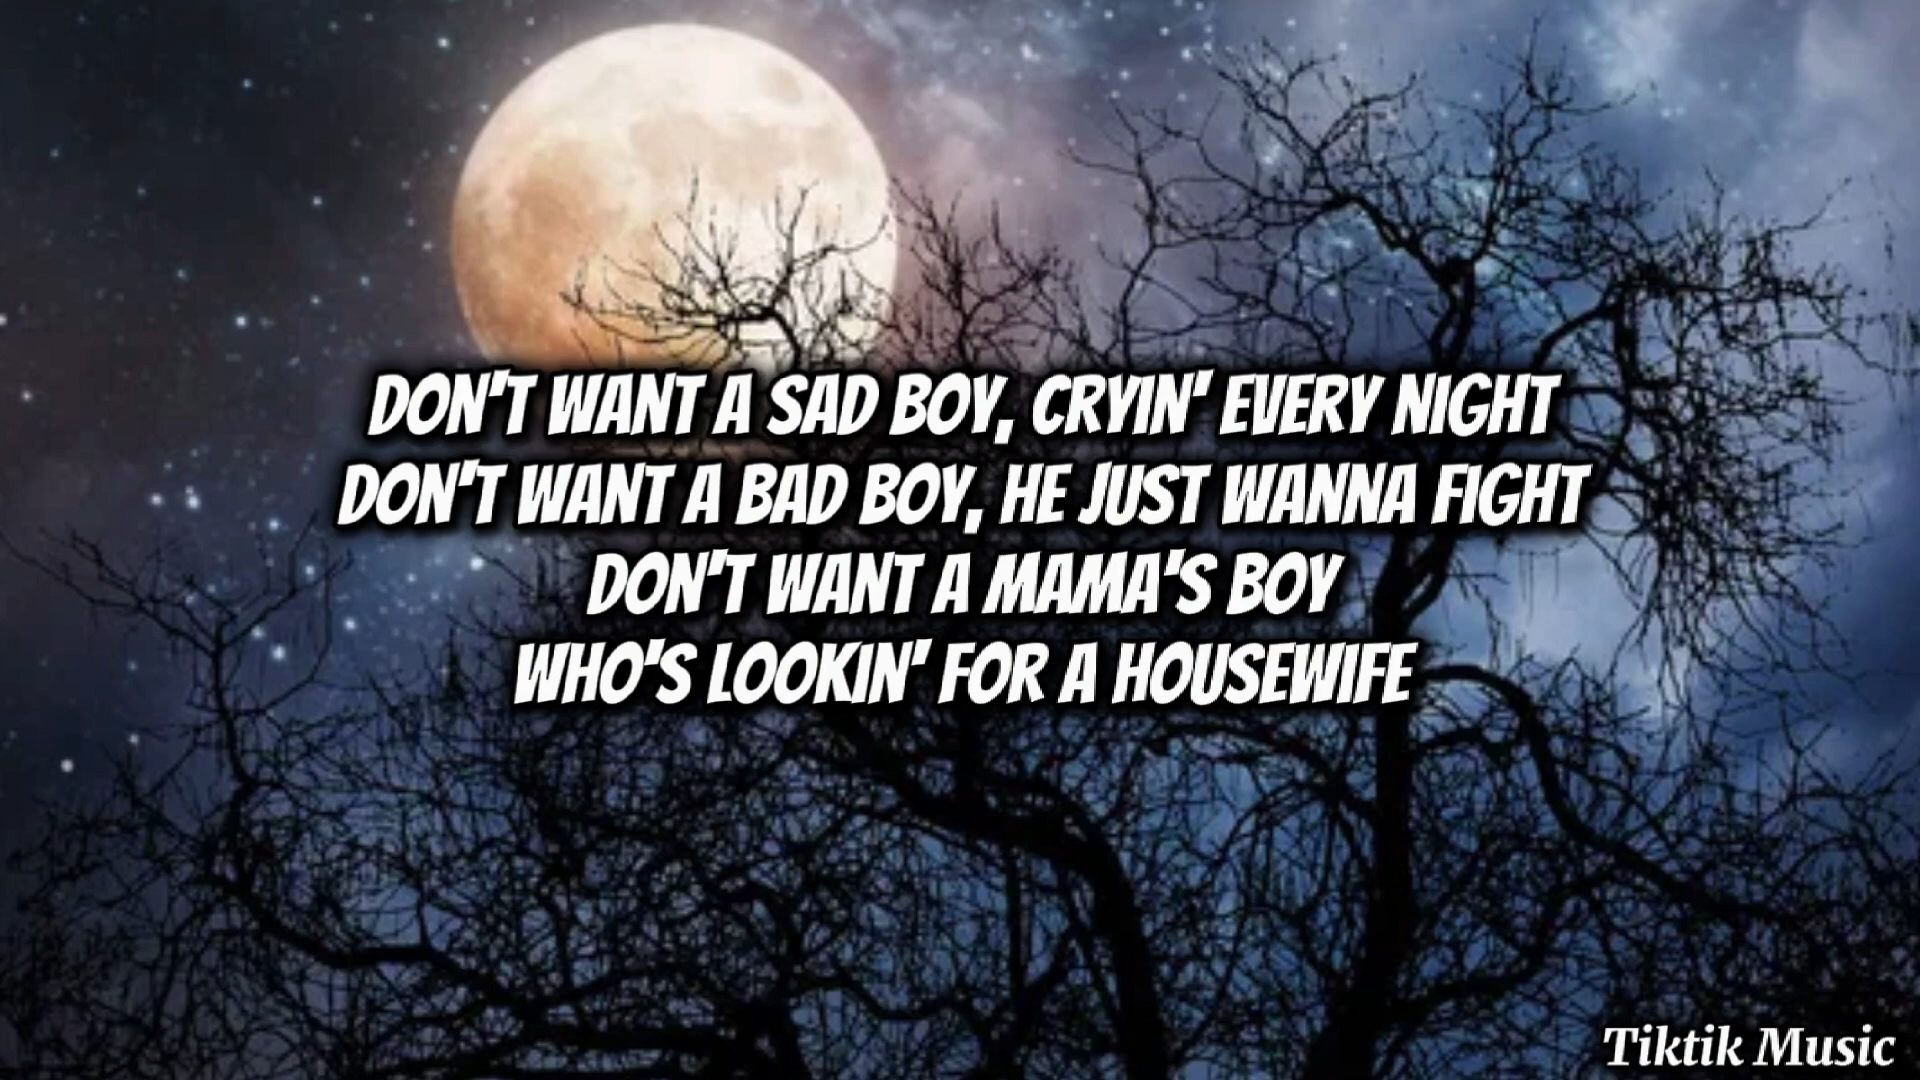 DON'T WANT A SAD BOY, CRYIN' EVERY NIGHT
DON'T WANT A BAD BOY, HE JUST WANNA FIGHT
DON'T WANT A MAMA'S BOY
WHO'S LOOKIN' FOR A HOUSEWIFE
Tiktik Music